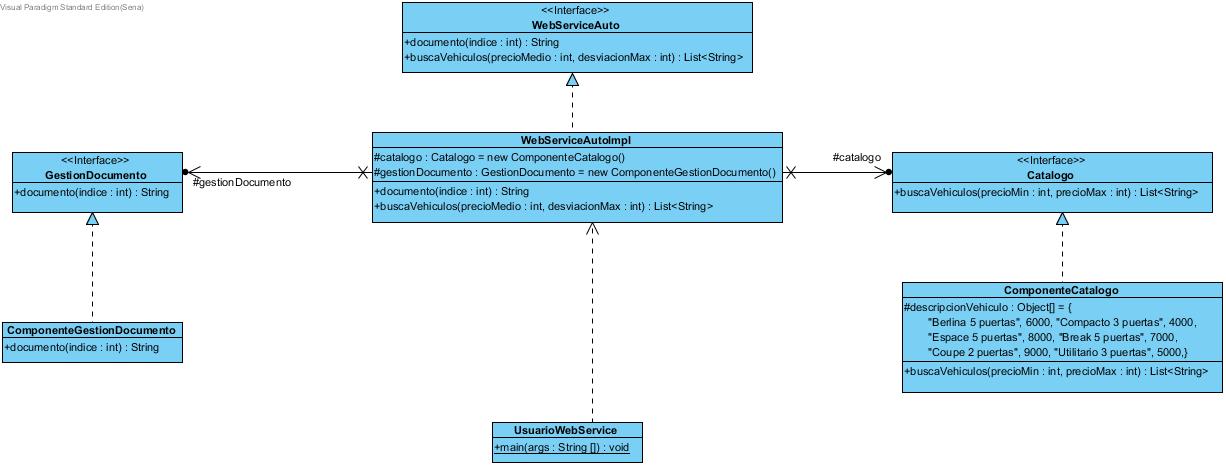 Visual Paradigm Standard Edition(Sena)
<<Interface>>
WebServiceAuto
+documento(indice : int) : String
+buscaVehiculos(precioMedio : int, desviacionMax : int) : List<String>
WebServiceAutoImpl
#catalogo : Catalogo = new ComponenteCatalogo()
#gestionDocumento : GestionDocumento = new ComponenteGestionDocumento()
+documento(indice : int) : String
+buscaVehiculos(precioMedio : int, desviacionMax : int) : List<String>
<<Interface>>
GestionDocumento
+documento(indice : int) : String
#gestionDocumento
#catalogo
<<Interface>>
Catalogo
+buscaVehiculos(precioMin : int, precioMax : int) : List<String>
ComponenteGestionDocumento
+documento(indice : int) : String
ComponenteCatalogo
#descripcionVehiculo : Object[] = {
"Berlina 5 puertas", 6000, "Compacto 3 puertas", 4000,
"Espace 5 puertas", 8000, "Break 5 puertas", 7000,
"Coupe 2 puertas", 9000, "Utilitario 3 puertas", 5000,}
+buscaVehiculos(precioMin : int, precioMax : int) : List<String>
UsuarioWebService
+main(args : String []) : void